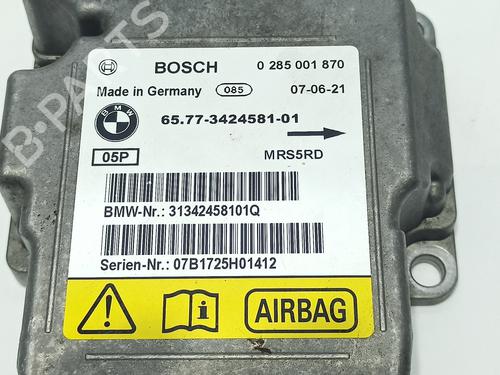 BOSCH 0 285 001 870
Made in Germany 085 07-06-21
BMW 65.77-3424581-01
05P MRS5RD
BMW-Nr.: 31342458101Q
Serien-Nr.: 07B1725H01412
AIRBAG
B-PARTS